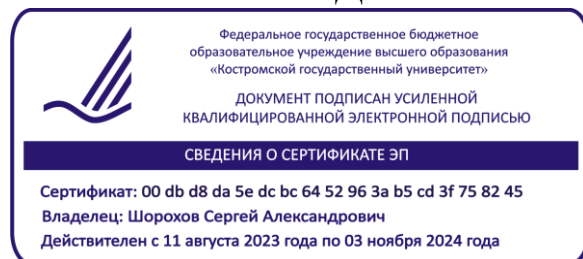 Федеральное государственное бюджетное
образовательное учреждение высшего образования
«Костромской государственный университет»
ДОКУМЕНТ ПОДПИСАН УСИЛЕННОЙ
КВАЛИФИЦИРОВАННОЙ ЭЛЕКТРОННОЙ ПОДПИСЬЮ
СВЕДЕНИЯ О СЕРТИФИКАТЕ ЭП
Сертификат: 00 db d8 da 5e dc bc 64 52 96 3a b5 cd 3f 75 82 45
Владелец: Шорохов Сергей Александрович
Действителен с 11 августа 2023 года по 03 ноября 2024 года